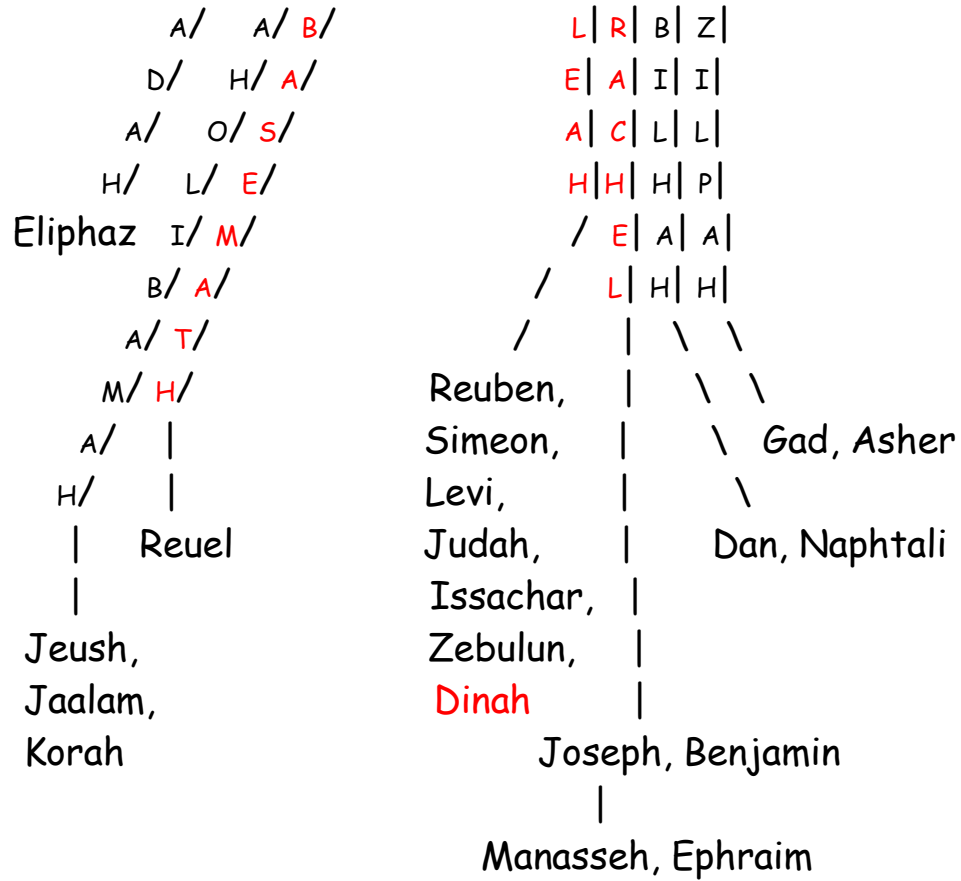 A/ A/ B/ L| R| B| Z|
D/ H/ A/ E| A| I| I|
A/ O/ S/ A| C| L| L|
H/ L/ E/ H| H| H| P|
Eliphaz I/ M/ / E| A| A|
B/ A/ / L| H| H|
A/ T/ / | \ \
M/ H/ Reuben, | \ \
A/ | Simeon, | \ Gad, Asher
H/ | Levi, | \
| Reuel Judah, | Dan, Naphtali
| Issachar, |
Jeush, Zebulun, |
Jaalam, Dinah |
Korah Joseph, Benjamin
|
Manasseh, Ephraim